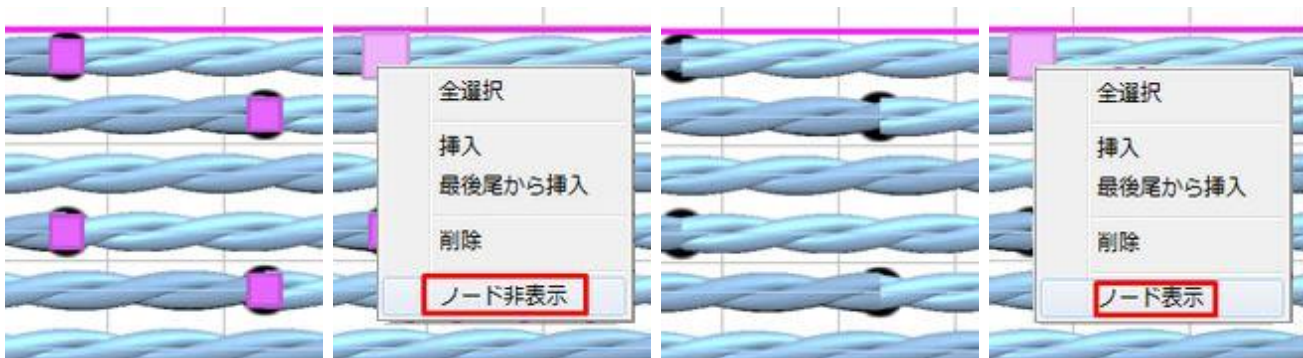 全選択
挿入
最後尾から挿入
削除
ノード非表示
全選択
挿入
最後尾から挿入
削除
ノード表示